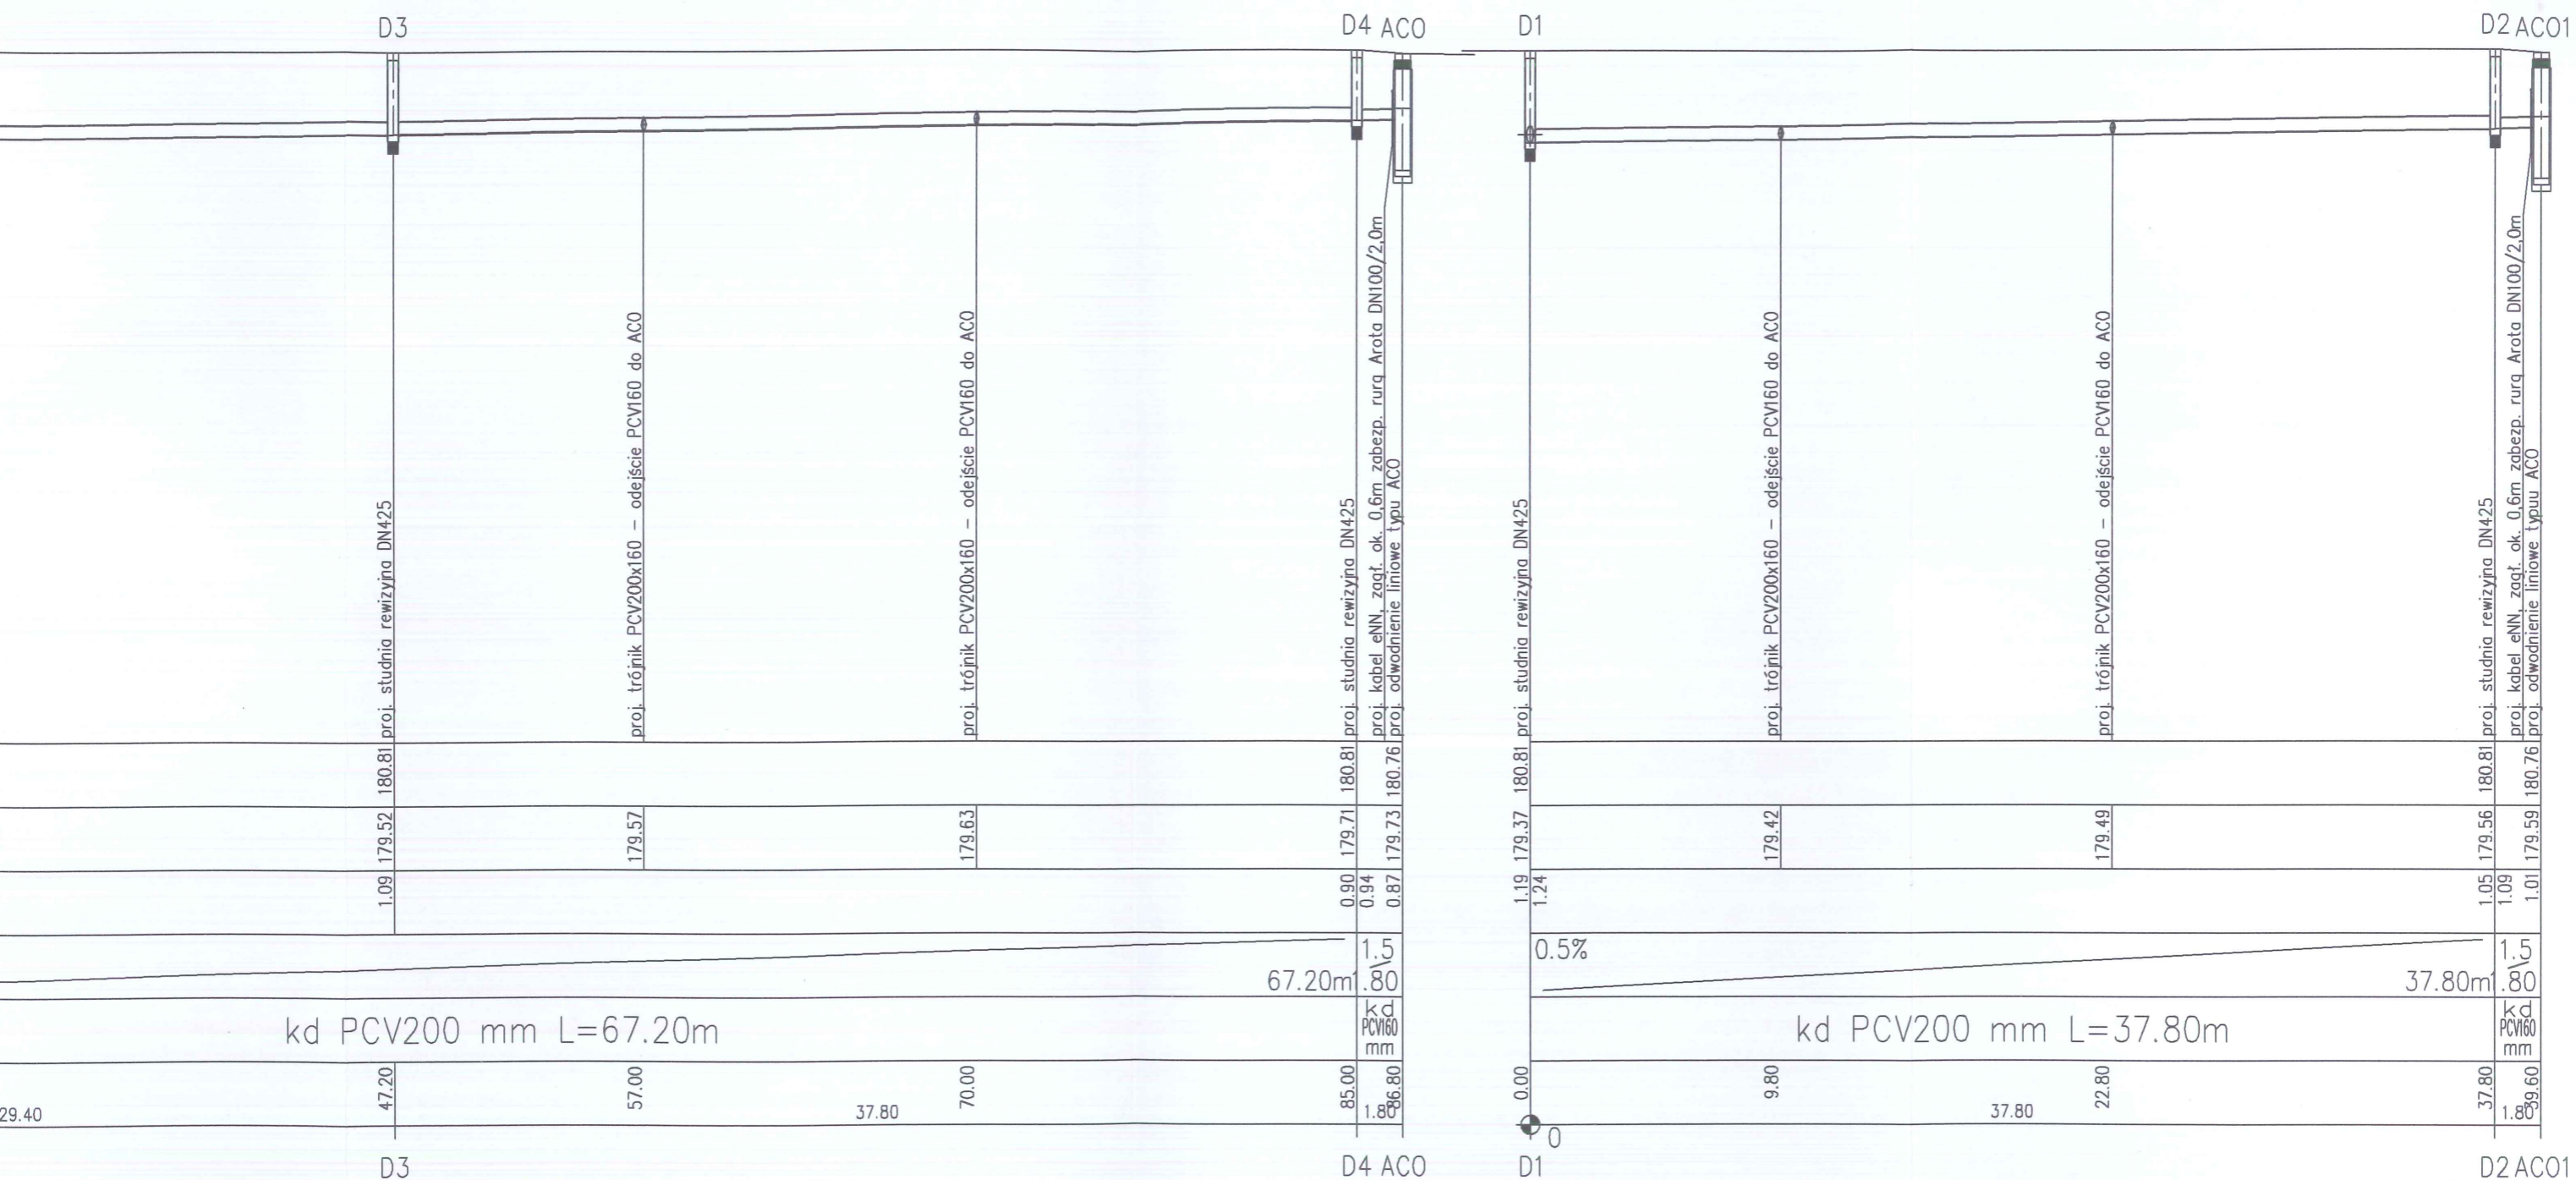 D3
D4 ACO
D1
D2 ACO1
proj. studnia rewizyjna DN425
proj. trójnik PCV200x160 – odejście PCV160 do ACO
proj. trójnik PCV200x160 – odejście PCV160 do ACO
proj. studnia rewizyjna DN425
proj. kabel eNN, zagł. ok. 0,6m zabezp. rurą Arota DN100/2,0m
proj. odwodnienie liniowe typu ACO
proj. studnia rewizyjna DN425
proj. trójnik PCV200x160 – odejście PCV160 do ACO
proj. trójnik PCV200x160 – odejście PCV160 do ACO
proj. studnia rewizyjna DN425
proj. kabel eNN, zagł. ok. 0,6m zabezp. rurą Arota DN100/2,0m
proj. odwodnienie liniowe typu ACO
180.81
180.81
180.76
180.81
180.81
180.76
179.52
179.57
179.63
179.71
179.73
179.37
179.42
179.49
179.56
179.59
1.09
0.90
0.94
0.87
1.19
1.24
1.05
1.09
1.01
1.5
0.5%
1.5
67.20m
1.80
37.80m
1.80
kd PCV200 mm L=67.20m
kd
PCV160
mm
kd PCV200 mm L=37.80m
kd
PCV160
mm
29.40
47.20
57.00
37.80
70.00
85.00
1.80
86.80
0.00
9.80
37.80
22.80
37.80
1.80
39.60
0
D3
D4 ACO
D1
D2 ACO1